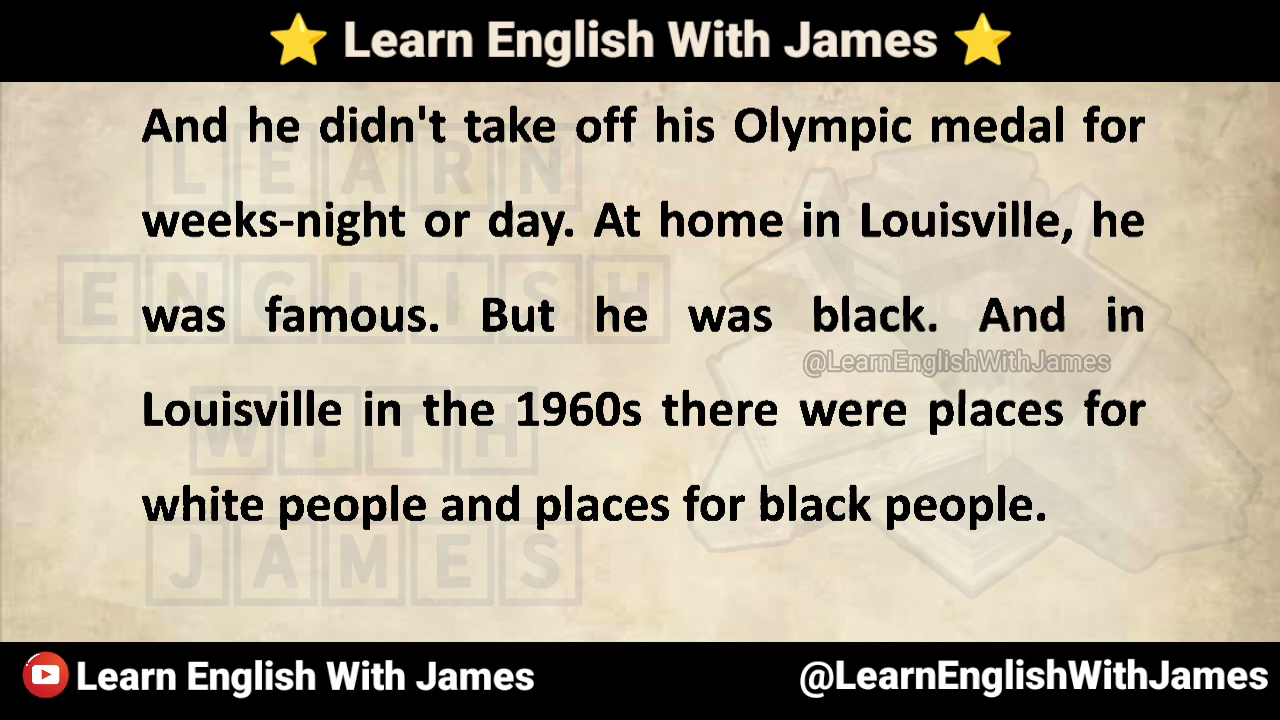 ⭐ Learn English With James ⭐
And he didn't take off his Olympic medal for
weeks-night or day. At home in Louisville, he
was famous. But he was black. And in
Louisville in the 1960s there were places for
white people and places for black people.
LEARN
ENGLISH
WITH
JAMES
@LearnEnglishWithJames
Learn English With James
@LearnEnglishWithJames